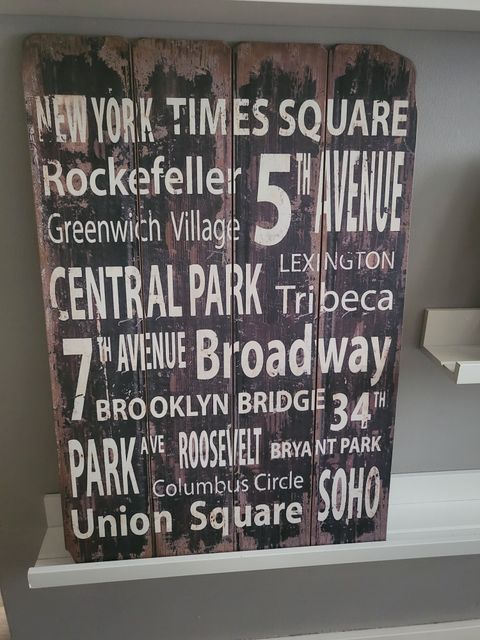 NEW YORK TIMES SQUARE
Rockefeller 5TH AVENUE
Greenwich Village
LEXINGTON
CENTRAL PARK Tribeca
7TH AVENUE Broadway
BROOKLYN BRIDGE 34TH
PARK AVE ROOSEVELT BRYANT PARK
Columbus Circle SOHO
Union Square